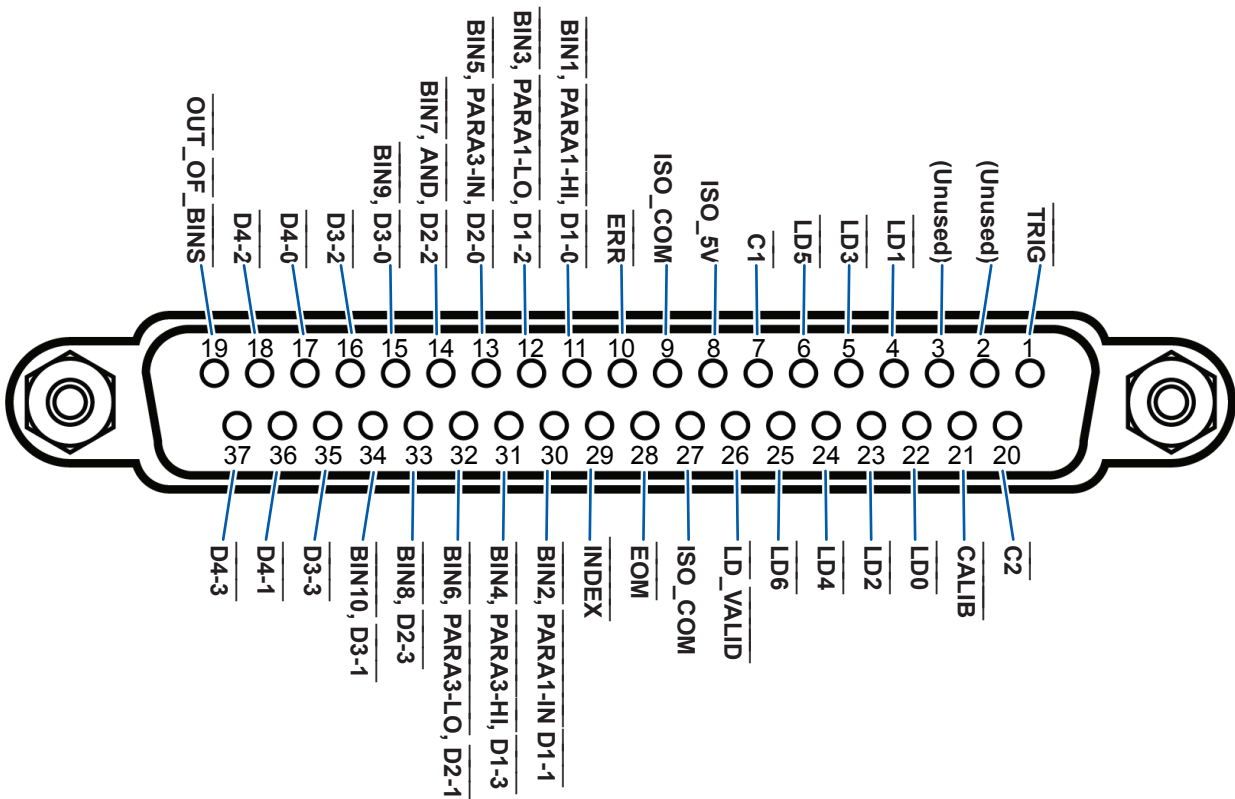 OUT_OF_BINS
D4-2
D4-0
D3-2
BIN9, D3-0
BIN7, AND, D2-2
BIN5, PARA3-IN, D2-0
BIN3, PARA1-LO, D1-2
BIN1, PARA1-HI, D1-0
ERR
ISO_COM
ISO_5V
C1
LD5
LD3
LD1
(Unused)
(Unused)
TRIG
19 18 17 16 15 14 13 12 11 10 9 8 7 6 5 4 3 2 1
37 36 35 34 33 32 31 30 29 28 27 26 25 24 23 22 21 20
D4-3
D4-1
D3-3
BIN10, D3-1
BIN8, D2-3
BIN6, PARA3-LO, D2-1
BIN4, PARA3-HI, D1-3
BIN2, PARA1-IN D1-1
INDEX
EOM
ISO_COM
LD_VALID
LD6
LD4
LD2
LD0
CALIB
C2